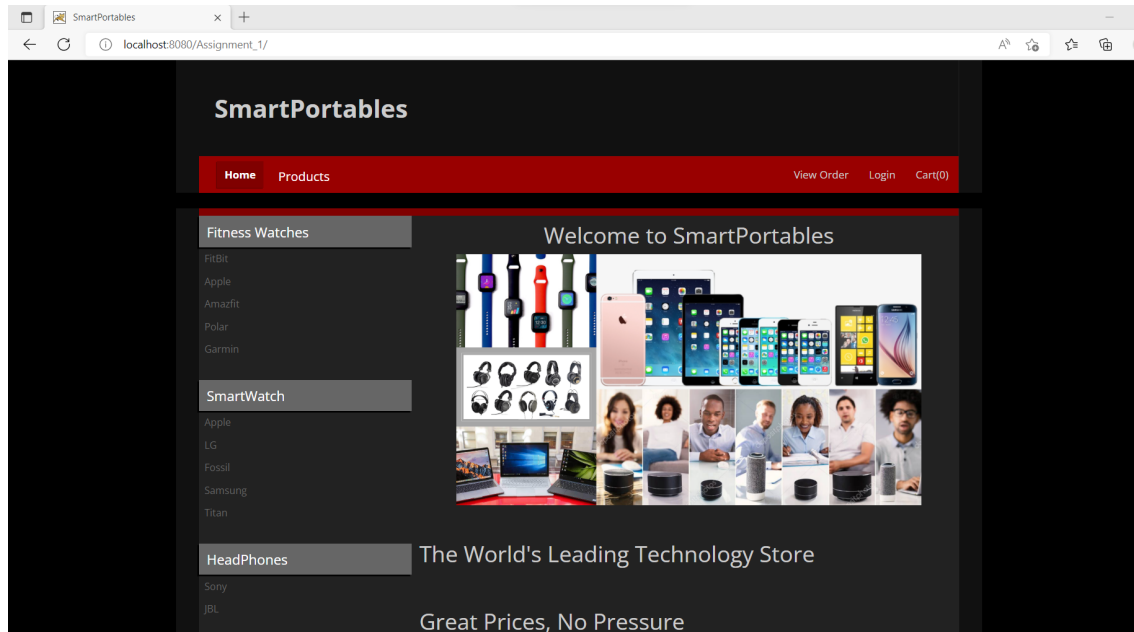 SmartPortables
localhost:8080/Assignment_1/
SmartPortables
Home Products View Order Login Cart(0)
Fitness Watches
FitBit
Apple
Amazfit
Polar
Garmin
SmartWatch
Apple
LG
Fossil
Samsung
Titan
HeadPhones
Sony
JBL
Welcome to SmartPortables
The World's Leading Technology Store
Great Prices, No Pressure